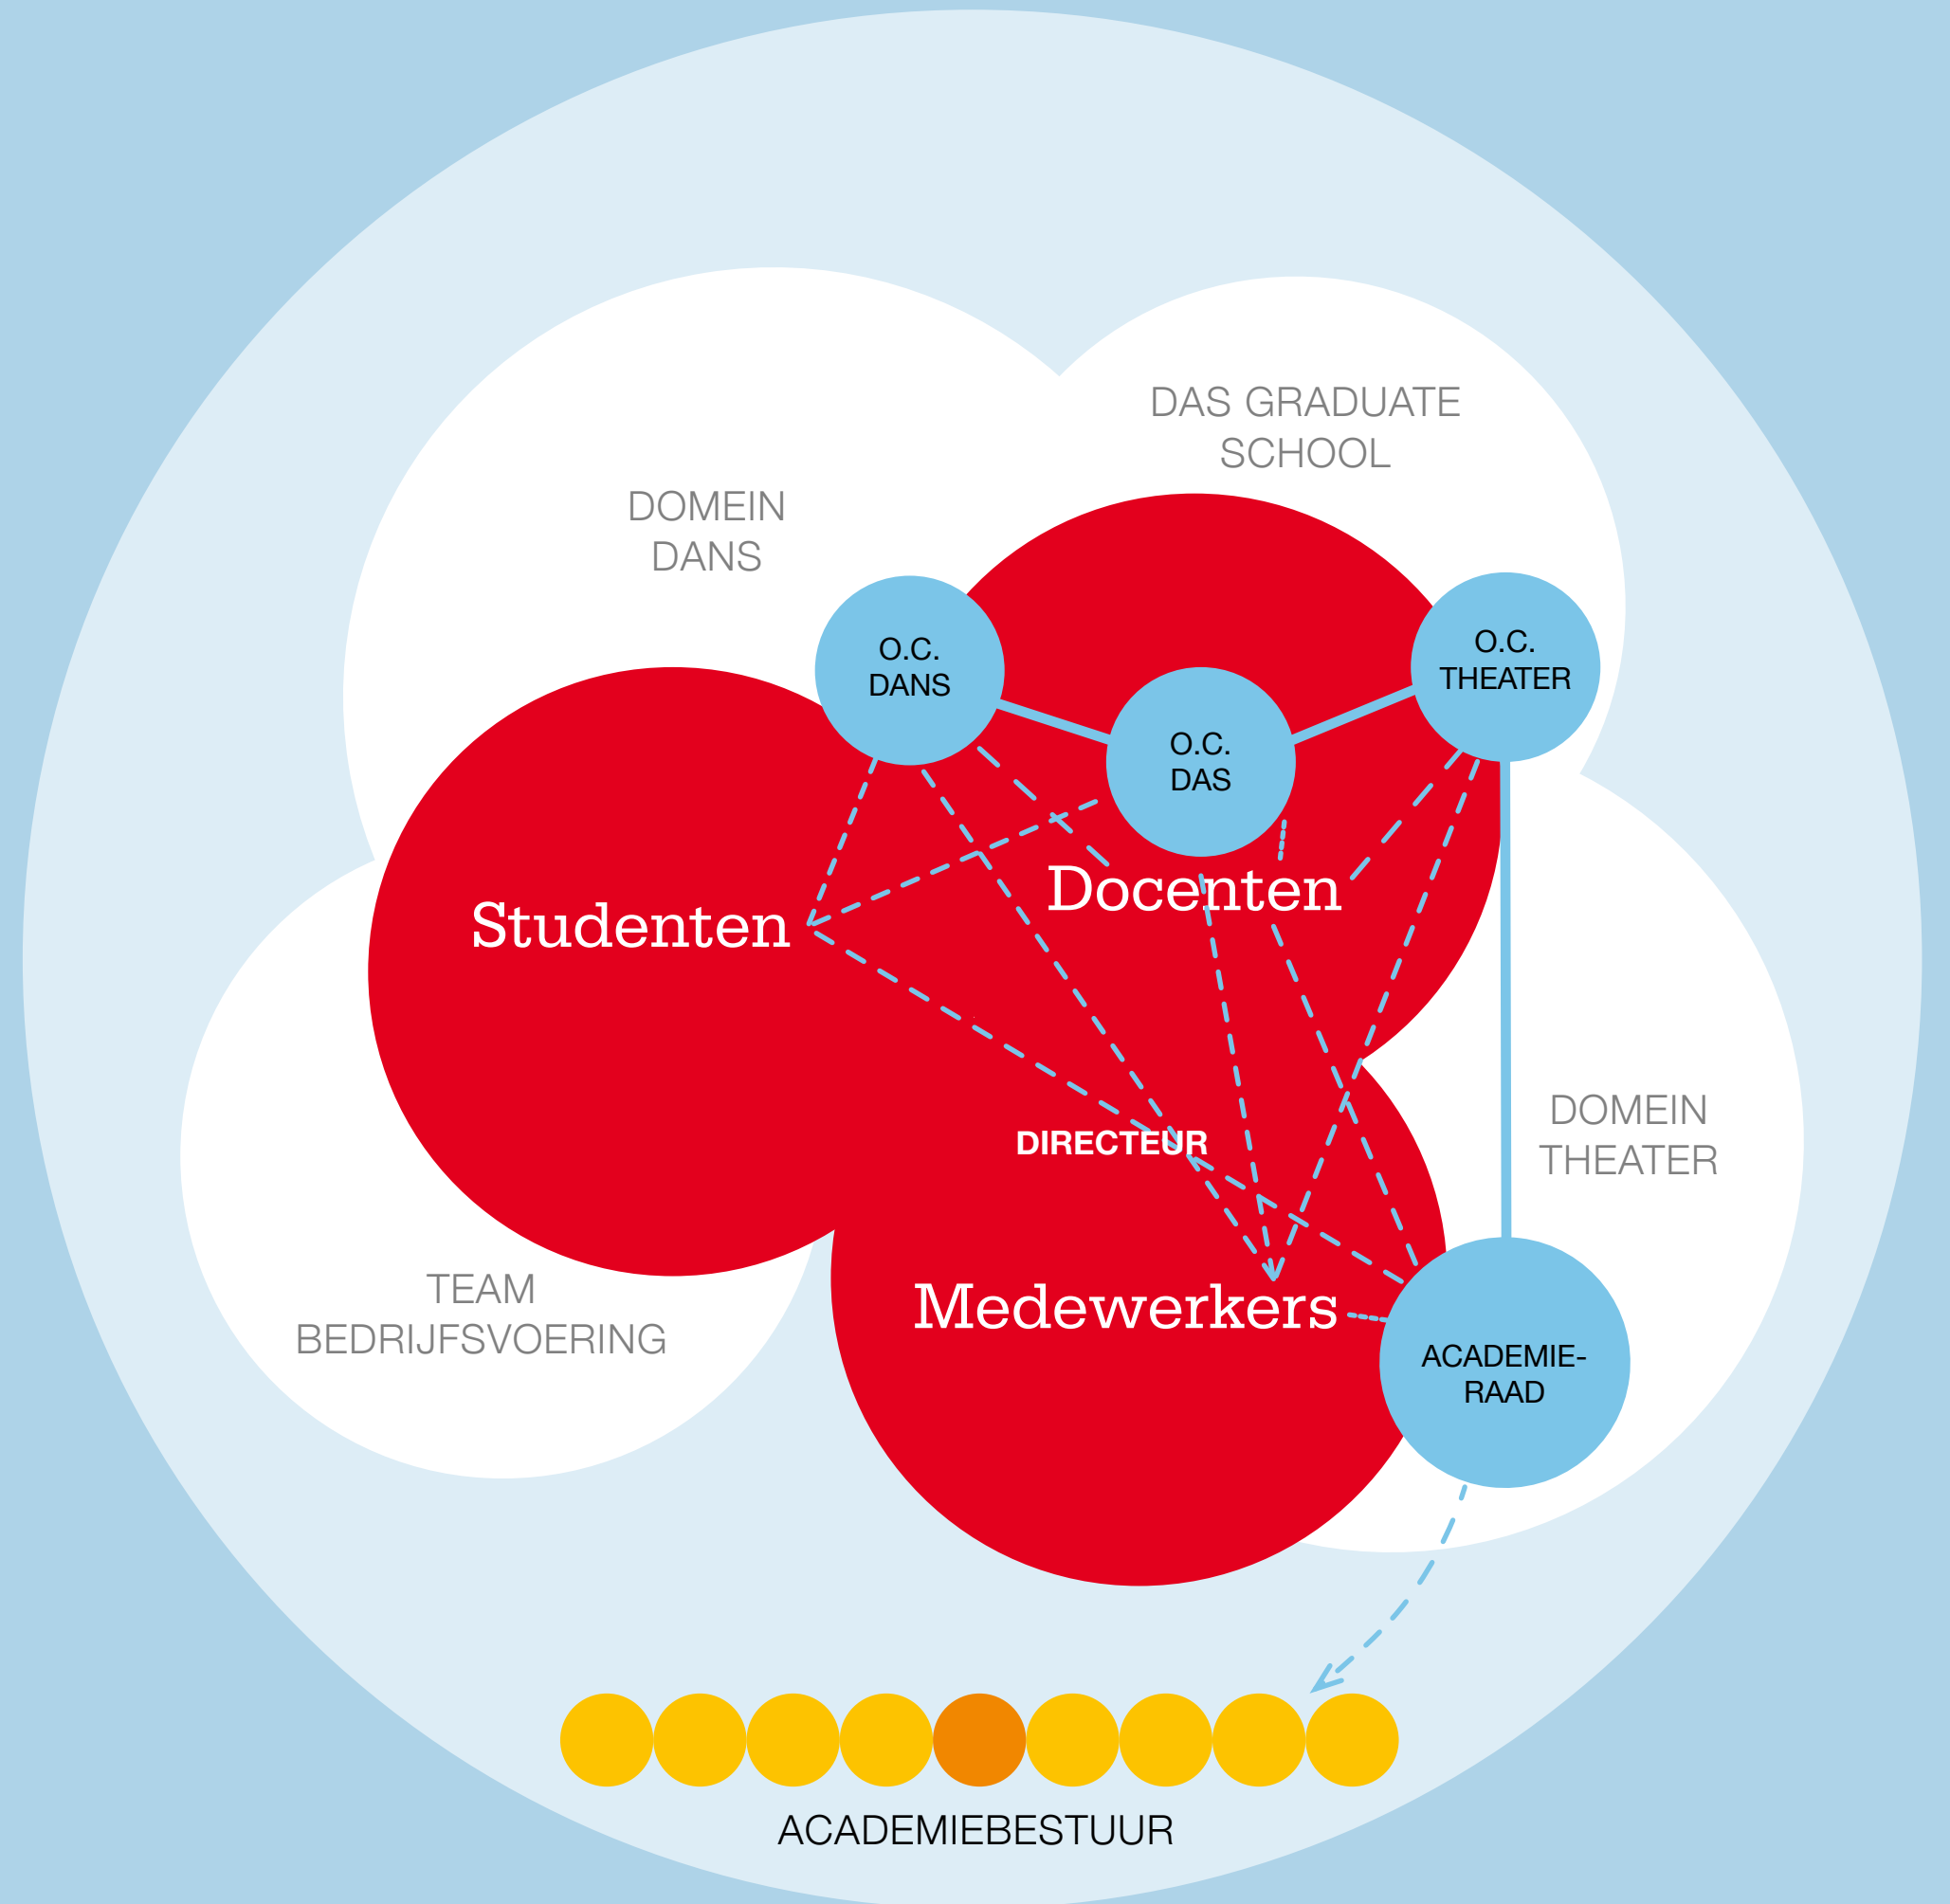 DAS GRADUATE
SCHOOL
DOMEIN
DANS
O.C.
DANS
O.C.
THEATER
O.C.
DAS
Docenten
Studenten
DIRECTEUR
DOMEIN
THEATER
TEAM
BEDRIJFSVOERING
Medewerkers
ACADEMIE-
RAAD
ACADEMIEBESTUUR